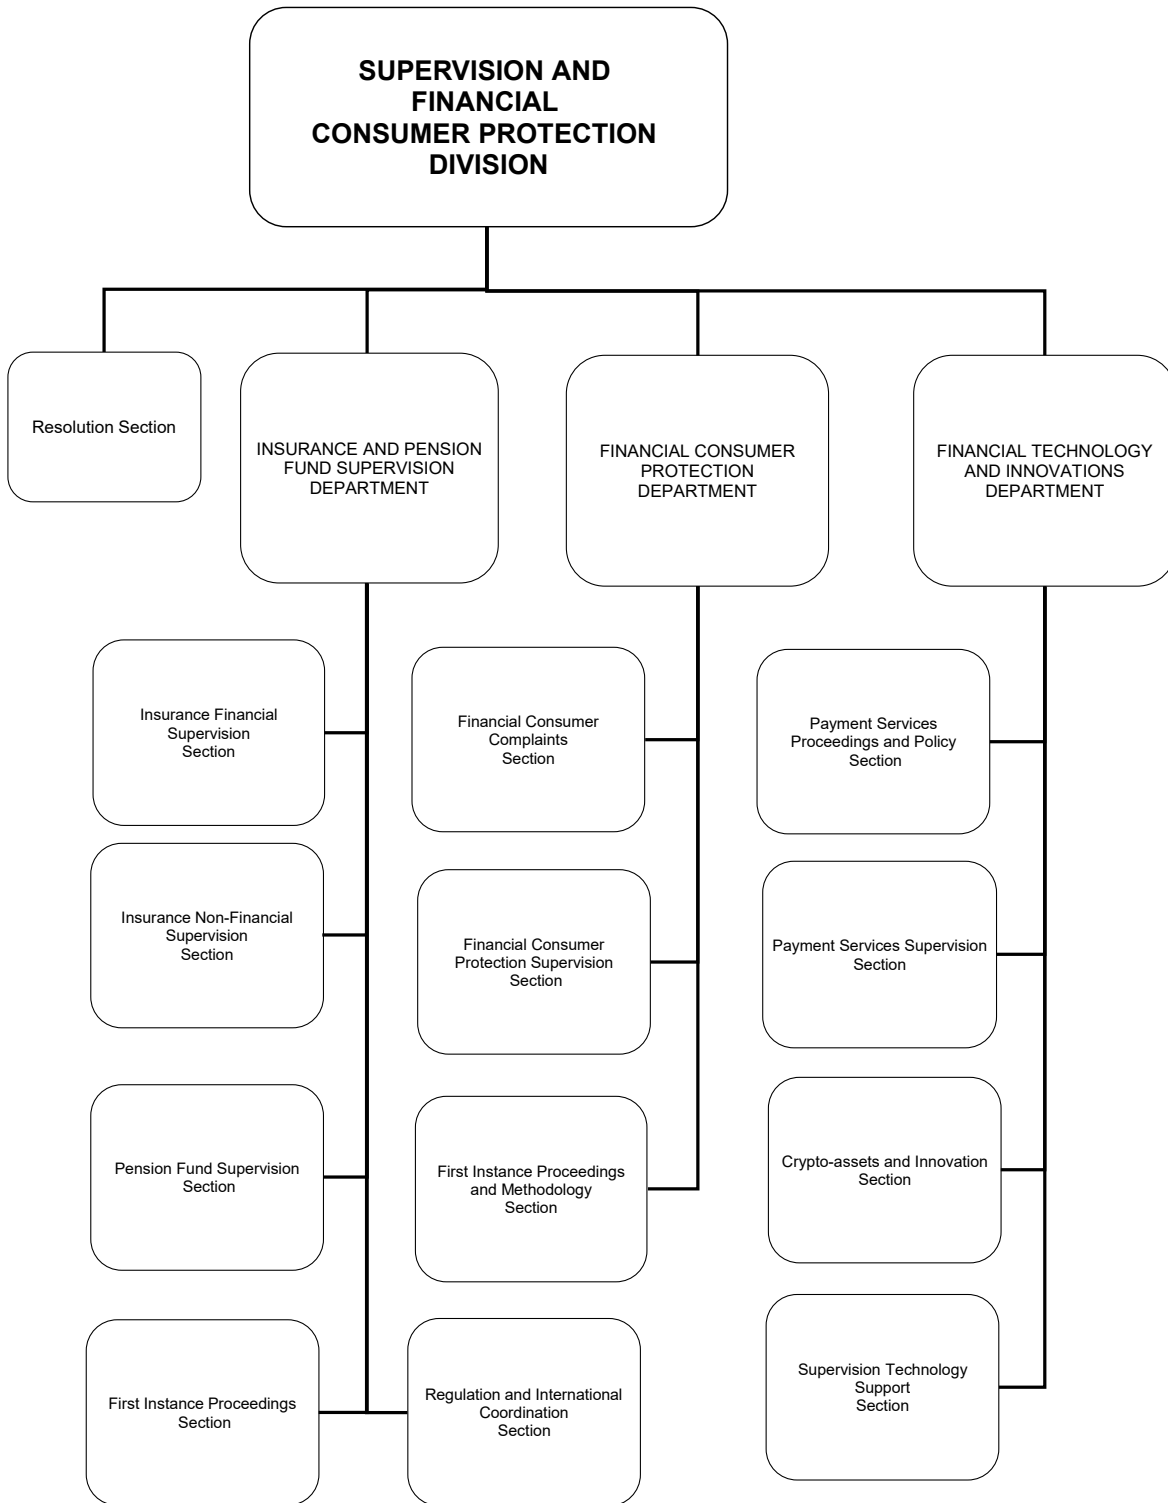 SUPERVISION AND
FINANCIAL
CONSUMER PROTECTION
DIVISION
Resolution Section
INSURANCE AND PENSION
FUND SUPERVISION
DEPARTMENT
FINANCIAL CONSUMER
PROTECTION
DEPARTMENT
FINANCIAL TECHNOLOGY
AND INNOVATIONS
DEPARTMENT
Insurance Financial
Supervision
Section
Financial Consumer
Complaints
Section
Payment Services
Proceedings and Policy
Section
Insurance Non-Financial
Supervision
Section
Financial Consumer
Protection Supervision
Section
Payment Services Supervision
Section
Pension Fund Supervision
Section
First Instance Proceedings
and Methodology
Section
Crypto-assets and Innovation
Section
First Instance Proceedings
Section
Regulation and International
Coordination
Section
Supervision Technology
Support
Section